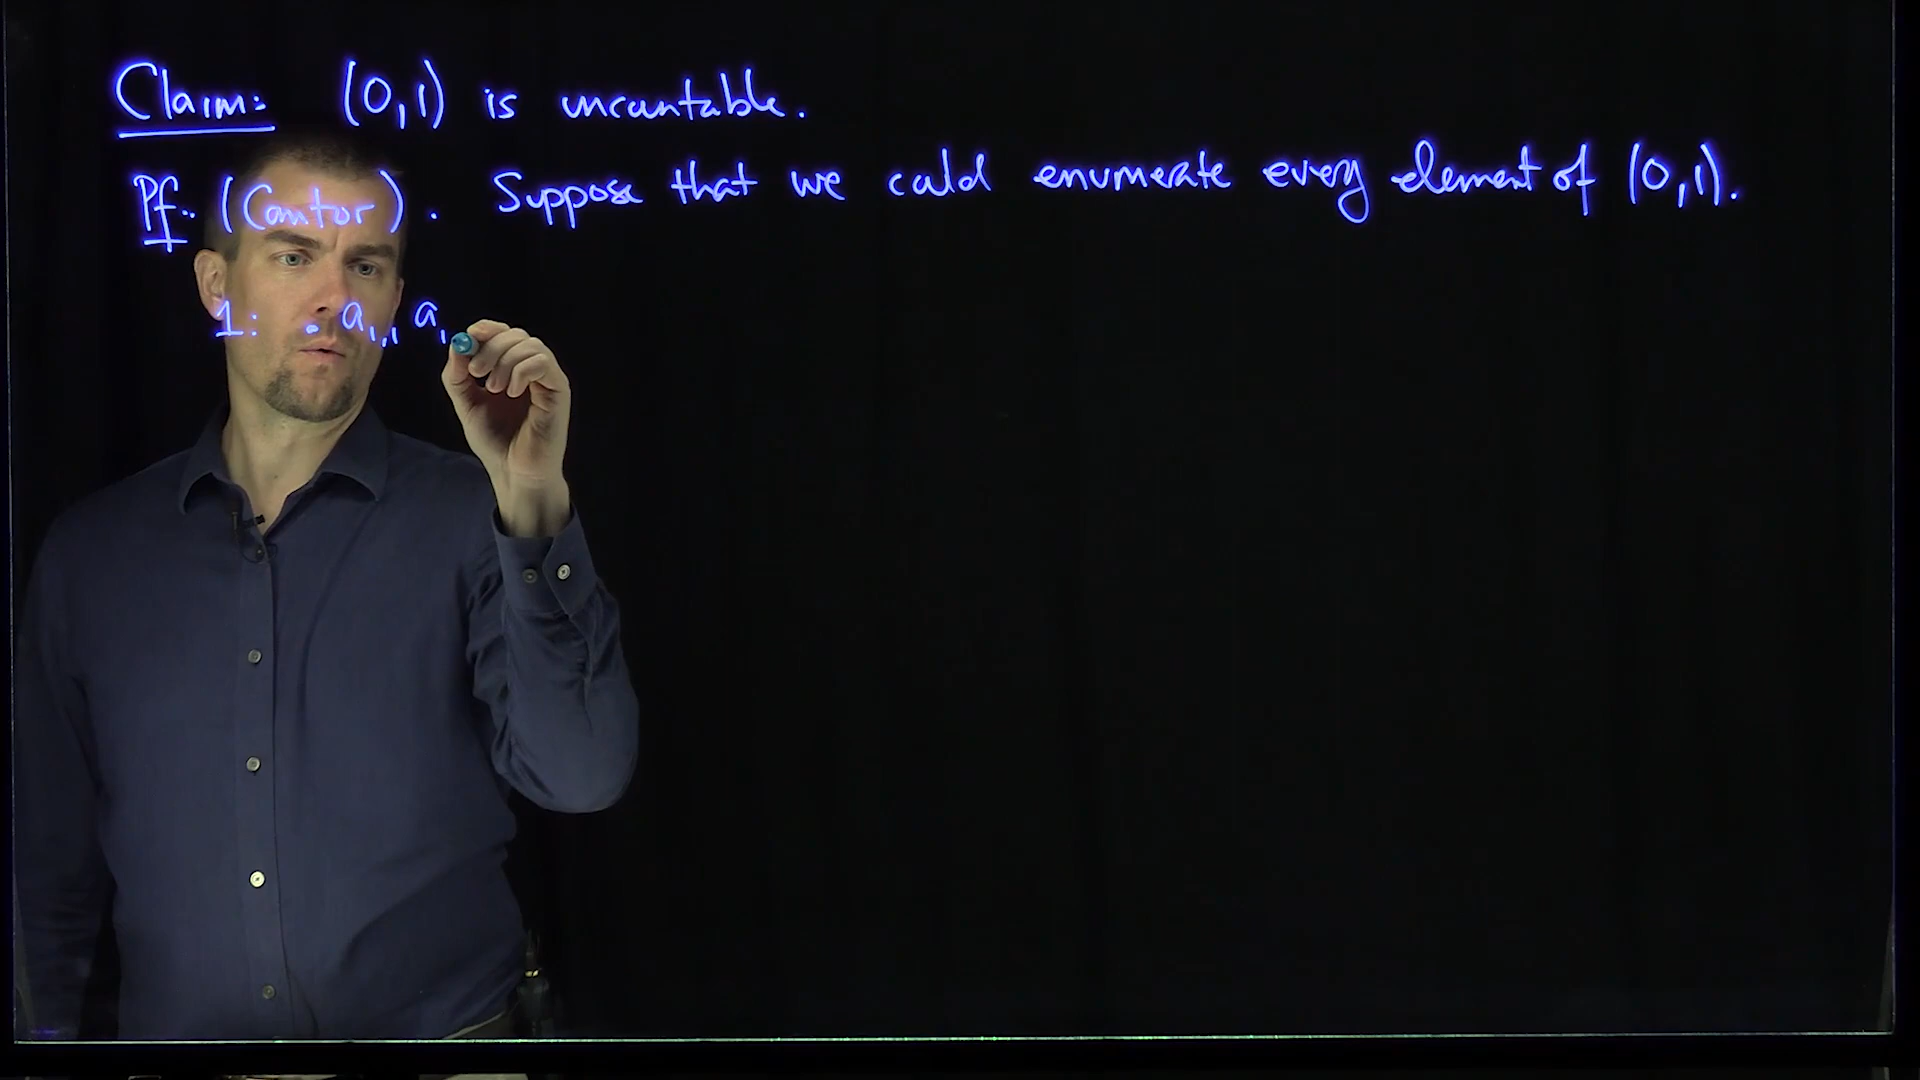 Claim: (0,1) is uncountable.
Pf. (Cantor). Suppose that we could enumerate every element of (0,1).
1: . a₁,₁ a₁